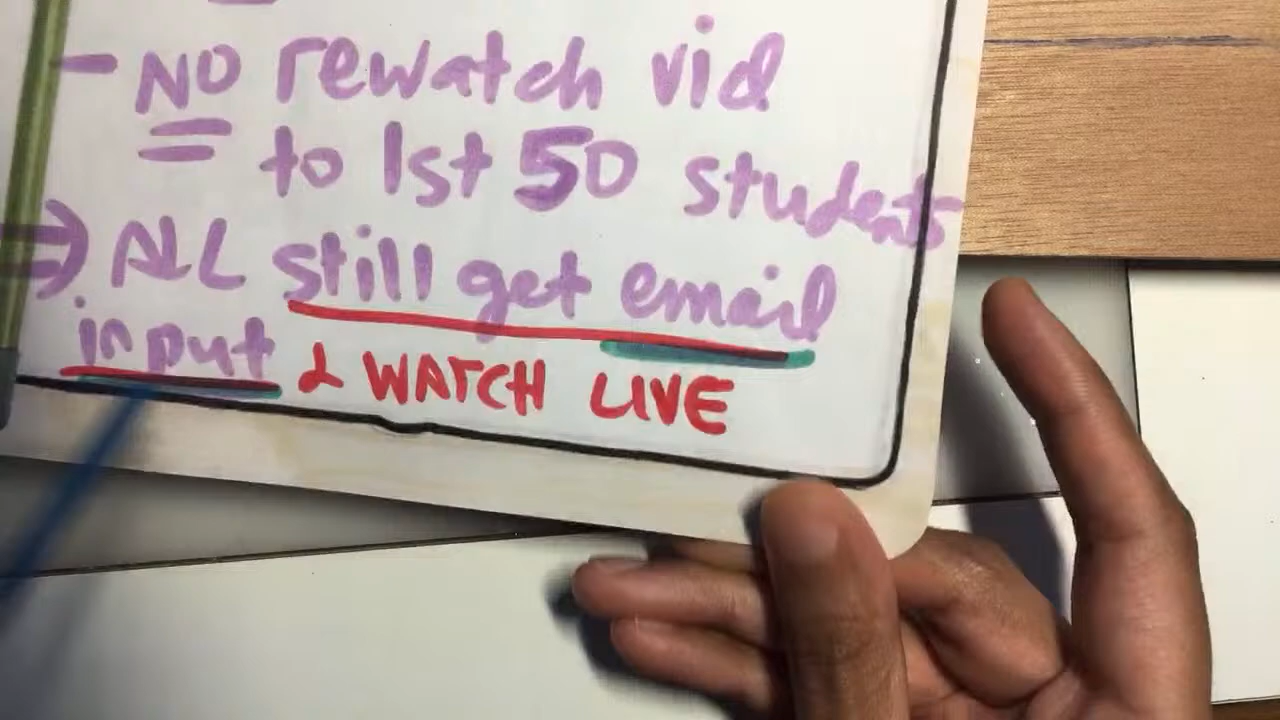 - NO rewatch vid
to 1st 50 students
⇒ ALL still get email
input & WATCH LIVE